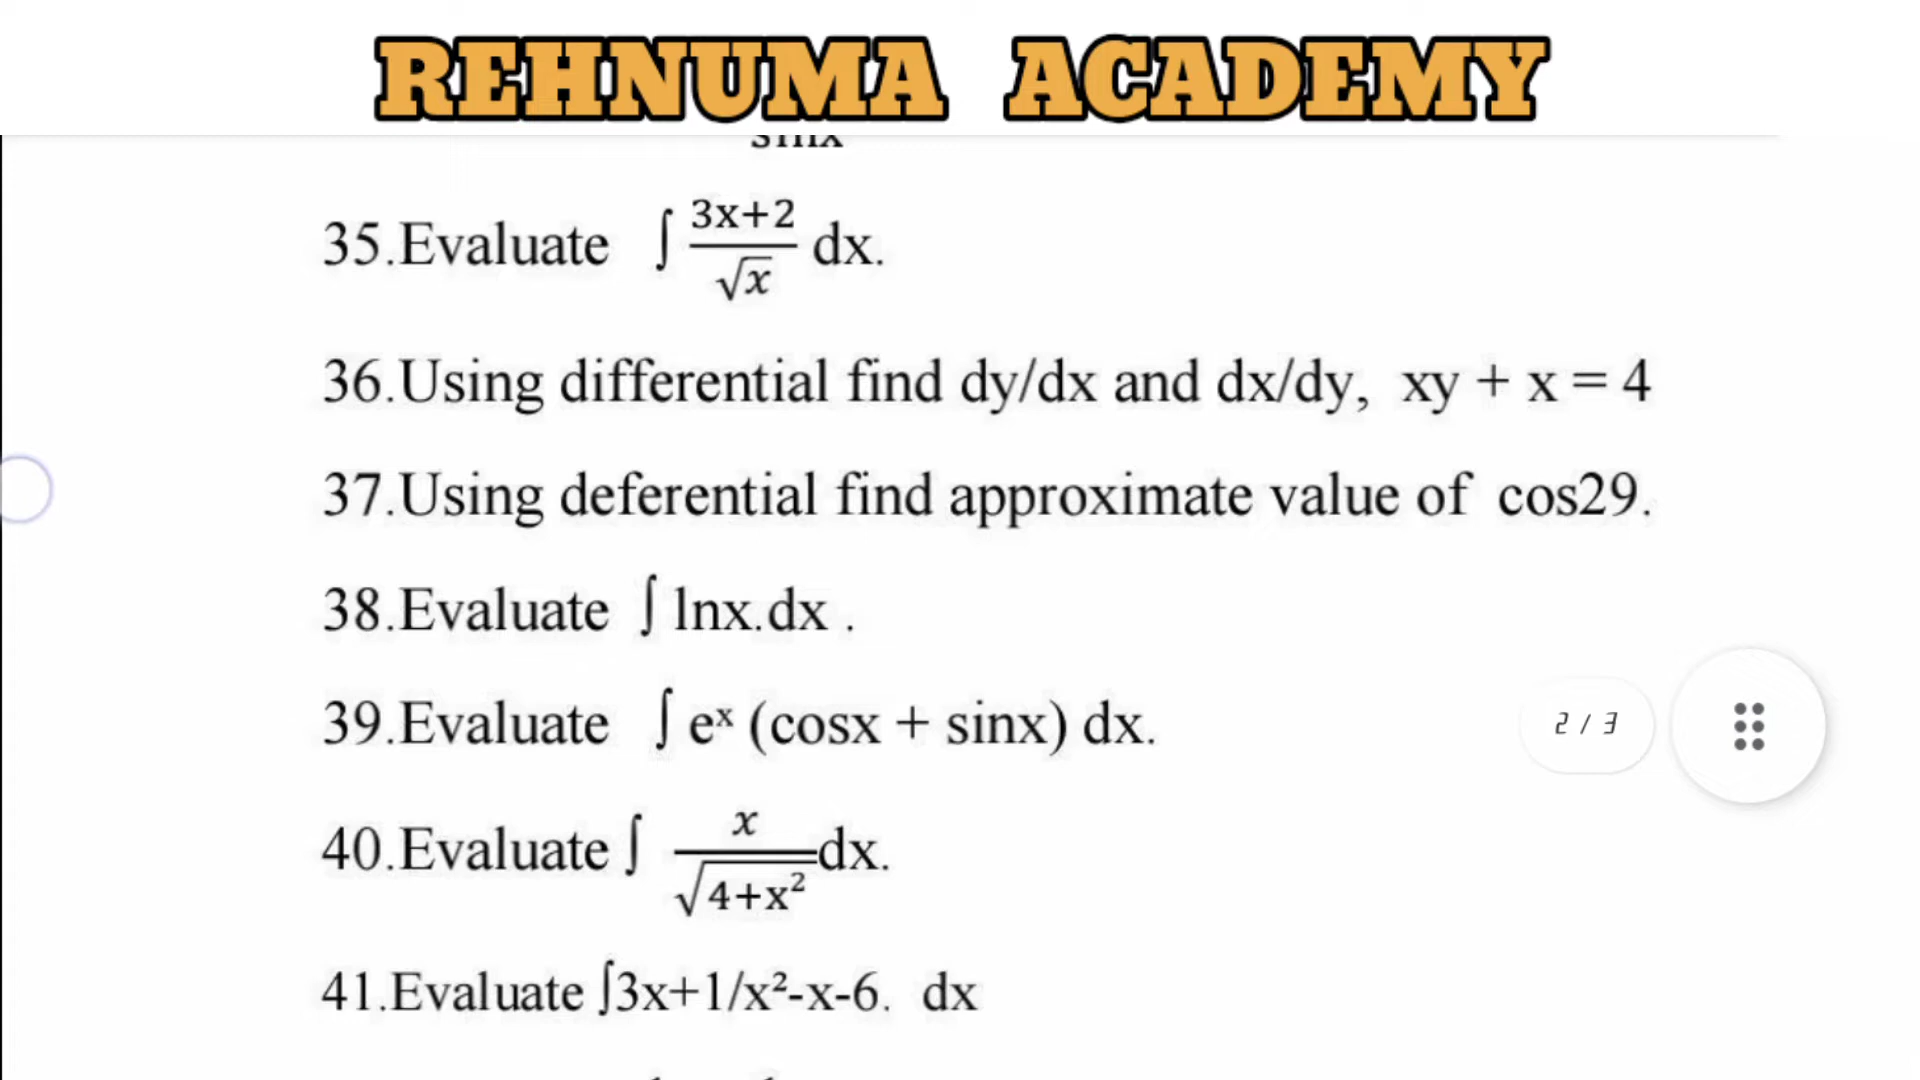 REHNUMA ACADEMY
sinx
35.Evaluate ∫ 3x+2/√x dx.
36.Using differential find dy/dx and dx/dy, xy + x = 4
37.Using deferential find approximate value of cos29.
38.Evaluate ∫ lnx.dx .
39.Evaluate ∫ eˣ (cosx + sinx) dx.
40.Evaluate ∫ x/√4+x² dx.
41.Evaluate ∫3x+1/x²-x-6. dx
2 / 3